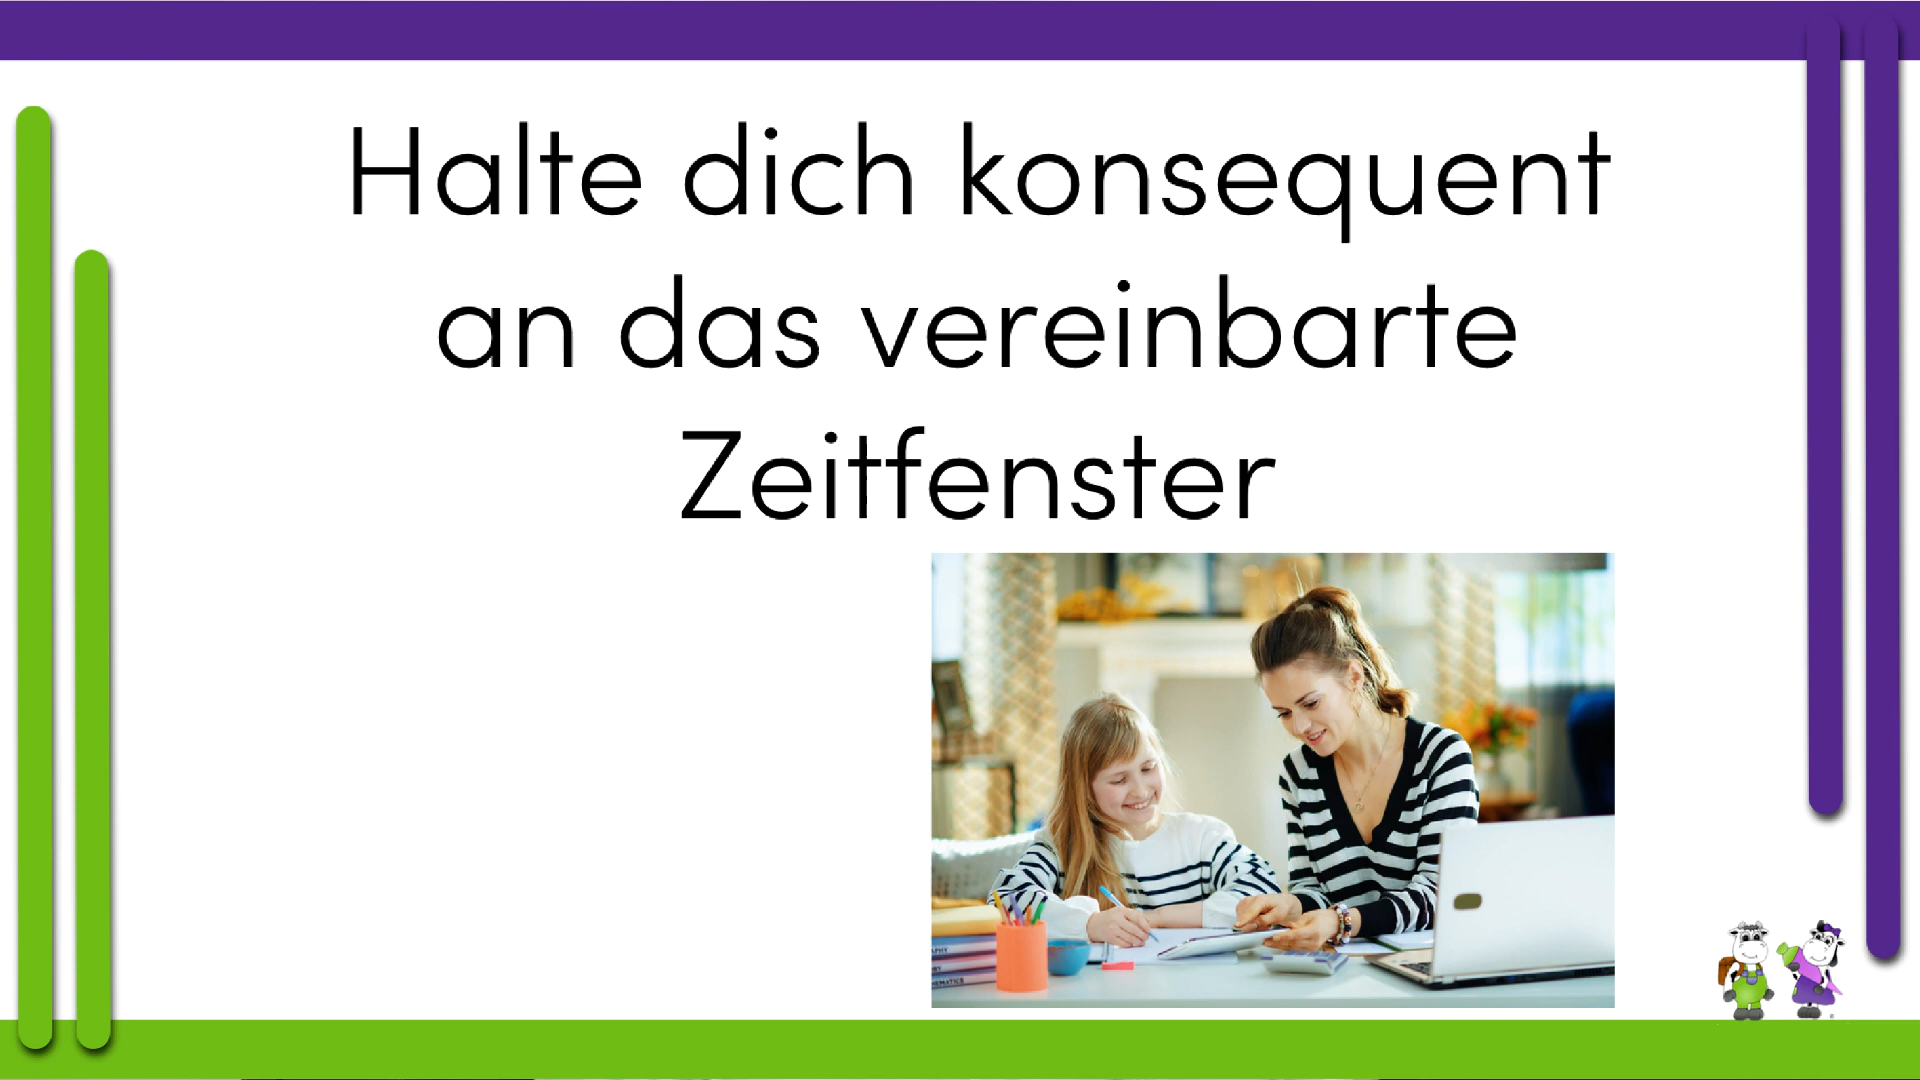 Halte dich konsequent
an das vereinbarte
Zeitfenster